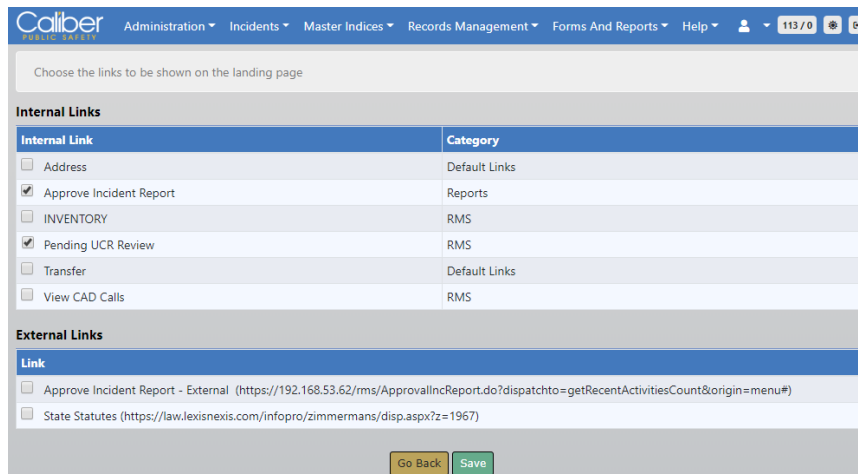 Caliber
PUBLIC SAFETY
Administration Incidents Master Indices Records Management Forms And Reports Help 113 / 0
Choose the links to be shown on the landing page
Internal Links
Internal Link Category
Address Default Links
Approve Incident Report Reports
INVENTORY RMS
Pending UCR Review RMS
Transfer Default Links
View CAD Calls RMS
External Links
Link
Approve Incident Report - External (https://192.168.53.62/rms/ApprovalIncReport.do?dispatchto=getRecentActivitiesCount&origin=menu#)
State Statutes (https://law.lexisnexis.com/infopro/zimmermans/disp.aspx?z=1967)
Go Back Save